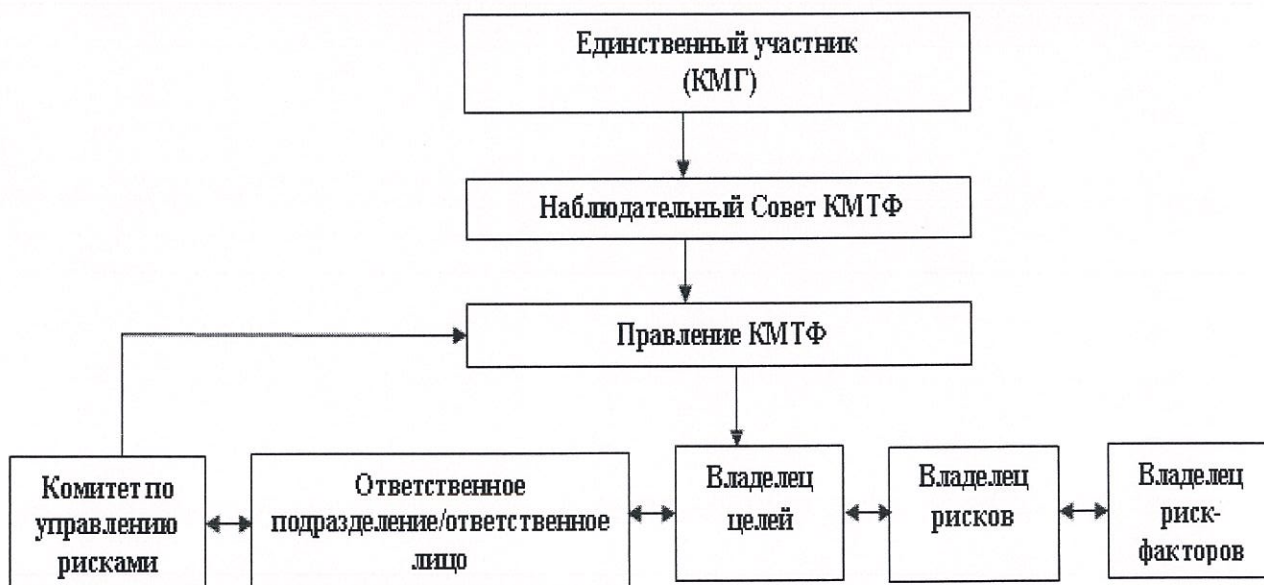 Единственный участник
(КМГ)
Наблюдательный Совет КМТФ
Правление КМТФ
Комитет по
управлению
рисками
Ответственное
подразделение/ответственное
лицо
Владелец
целей
Владелец
рисков
Владелец
риск-
факторов